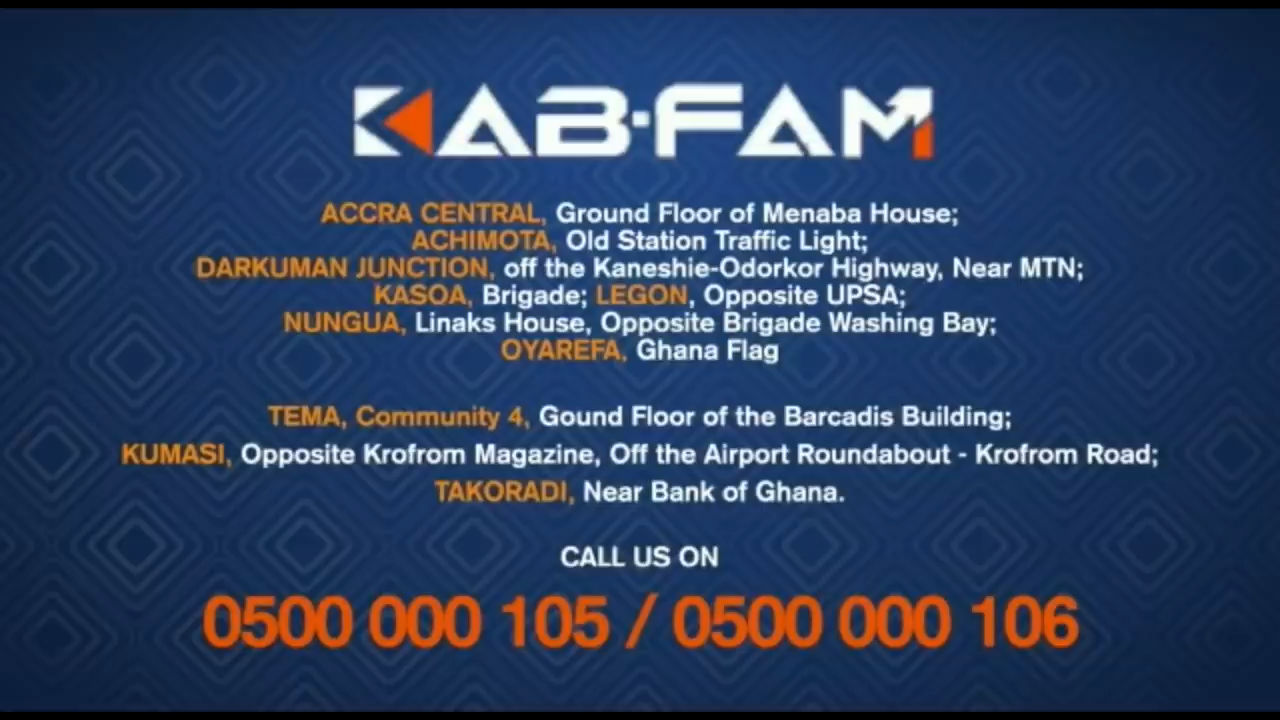 KAB-FAM
ACCRA CENTRAL, Ground Floor of Menaba House;
ACHIMOTA, Old Station Traffic Light;
DARKUMAN JUNCTION, off the Kaneshie-Odorkor Highway, Near MTN;
KASOA, Brigade; LEGON, Opposite UPSA;
NUNGUA, Linaks House, Opposite Brigade Washing Bay;
OYAREFA, Ghana Flag
TEMA, Community 4, Gound Floor of the Barcadis Building;
KUMASI, Opposite Krofrom Magazine, Off the Airport Roundabout - Krofrom Road;
TAKORADI, Near Bank of Ghana.
CALL US ON
0500 000 105 / 0500 000 106